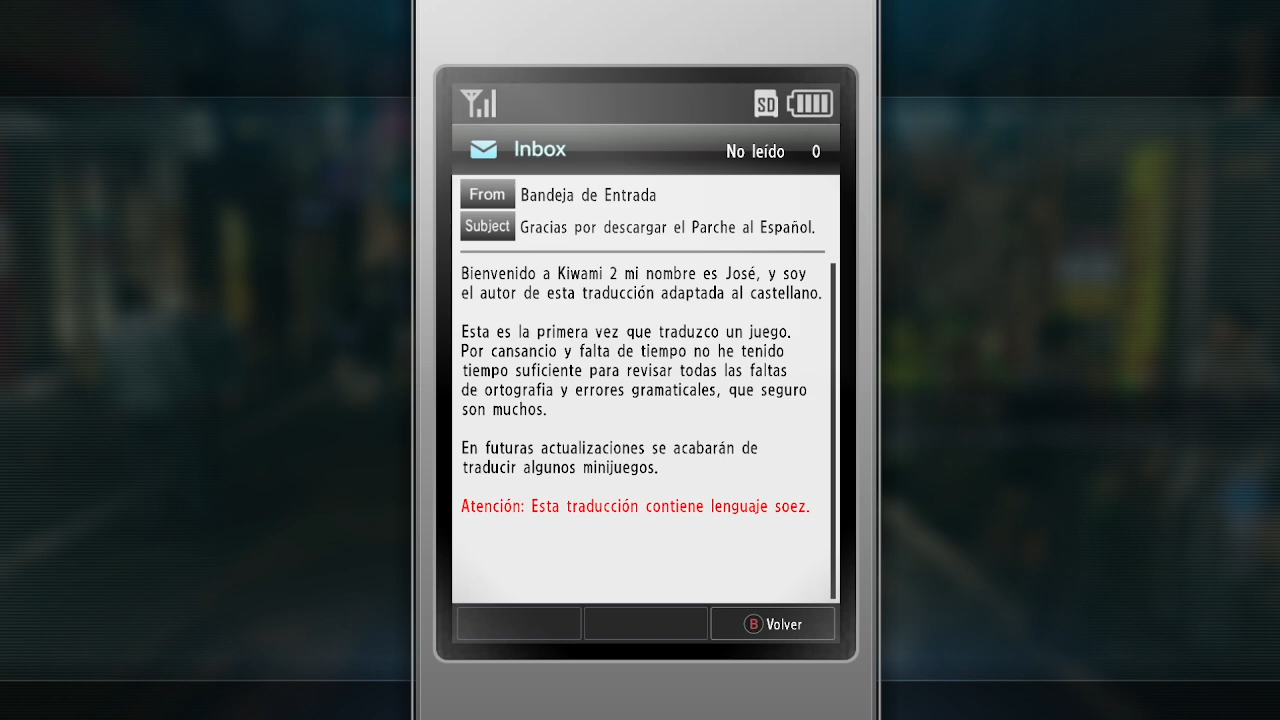 SD
Inbox No leído 0
From Bandeja de Entrada
Subject Gracias por descargar el Parche al Español.
Bienvenido a Kiwami 2 mi nombre es José, y soy
el autor de esta traducción adaptada al castellano.
Esta es la primera vez que traduzco un juego.
Por cansancio y falta de tiempo no he tenido
tiempo suficiente para revisar todas las faltas
de ortografia y errores gramaticales, que seguro
son muchos.
En futuras actualizaciones se acabarán de
traducir algunos minijuegos.
Atención: Esta traducción contiene lenguaje soez.
B Volver